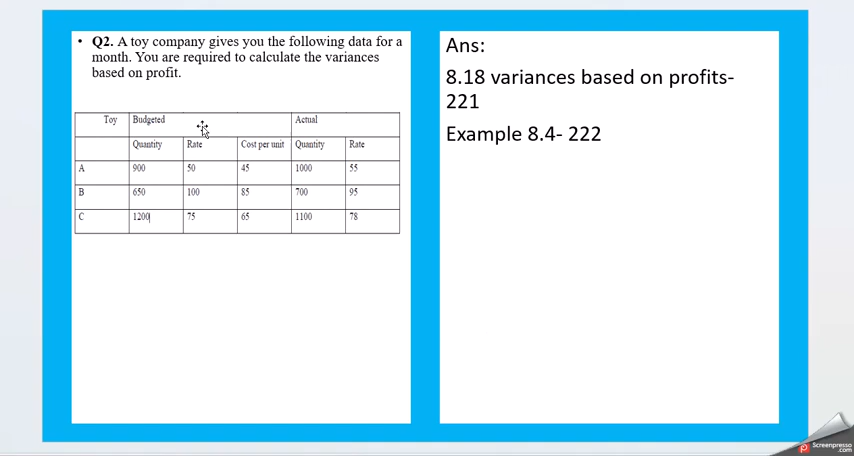 • Q2. A toy company gives you the following data for a
month. You are required to calculate the variances
based on profit.
Toy Budgeted Actual
Quantity Rate Cost per unit Quantity Rate
A 900 50 45 1000 55
B 650 100 85 700 95
C 1200 75 65 1100 78
Ans:
8.18 variances based on profits-
221
Example 8.4- 222
Screenpresso
.com